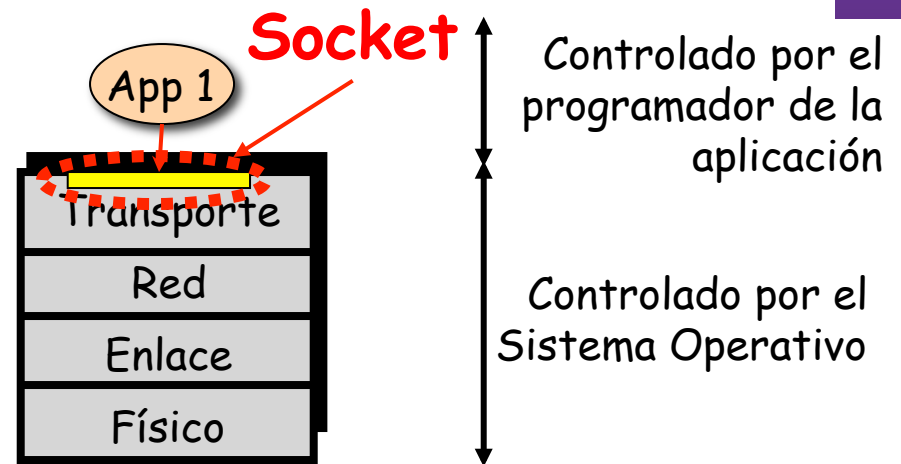 Socket
App 1
Controlado por el
programador de la
aplicación
Transporte
Red
Enlace
Físico
Controlado por el
Sistema Operativo